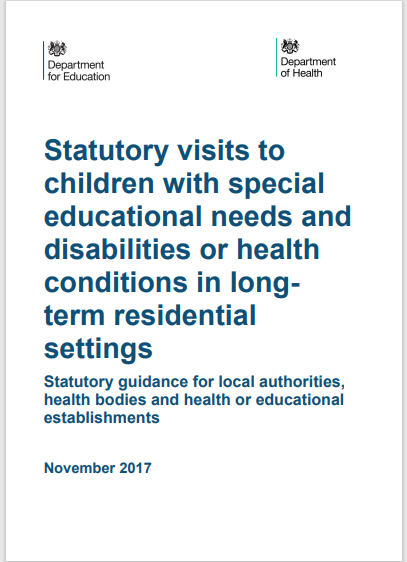 Department
for Education
Department
of Health
Statutory visits to
children with special
educational needs and
disabilities or health
conditions in long-
term residential
settings
Statutory guidance for local authorities,
health bodies and health or educational
establishments
November 2017